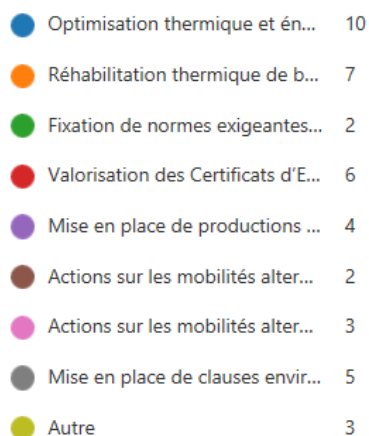 Optimisation thermique et én... 10
Réhabilitation thermique de b... 7
Fixation de normes exigeantes... 2
Valorisation des Certificats d'E... 6
Mise en place de productions ... 4
Actions sur les mobilités alter... 2
Actions sur les mobilités alter... 3
Mise en place de clauses envir... 5
Autre 3